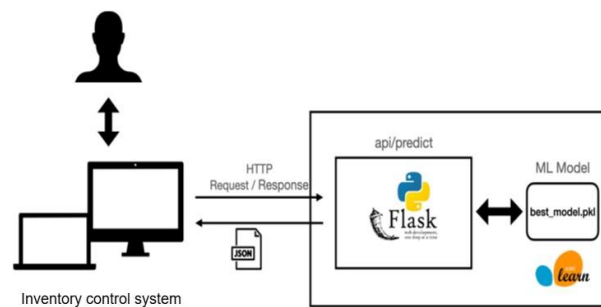 api/predict
HTTP
Request / Response
ML Model
Flask
web development,
one drop at a time
best_model.pkl
JSON
learn
Inventory control system